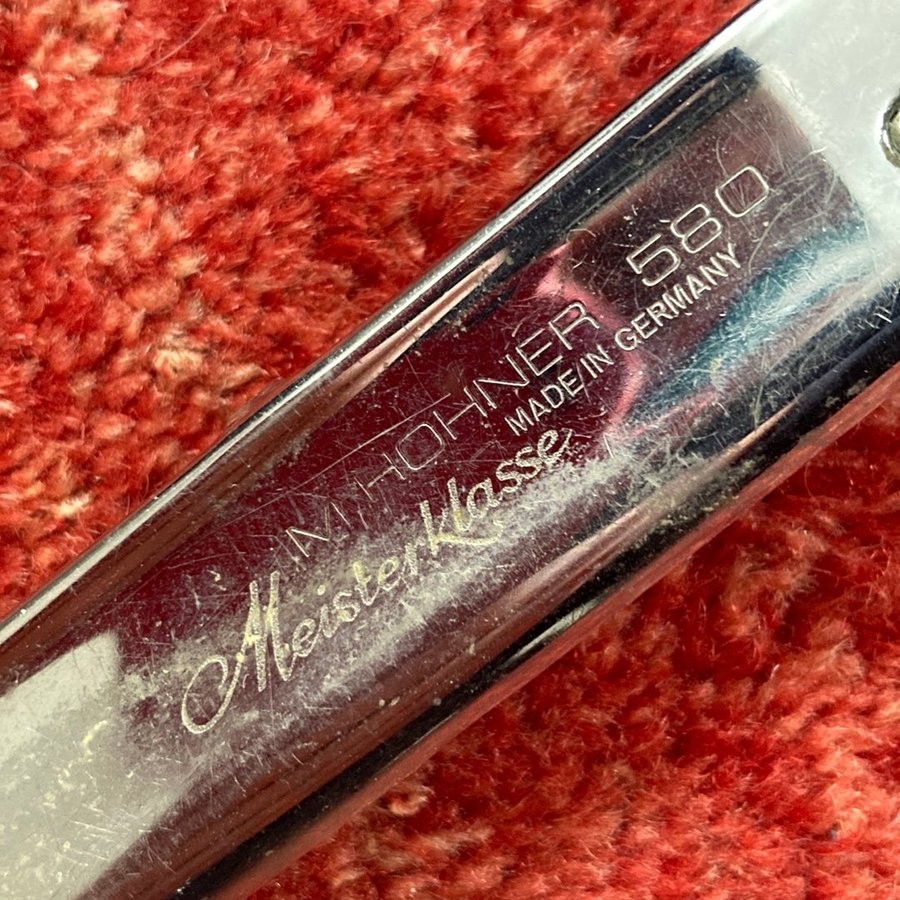 M. HOHNER 580
MADE IN GERMANY
Meisterklasse